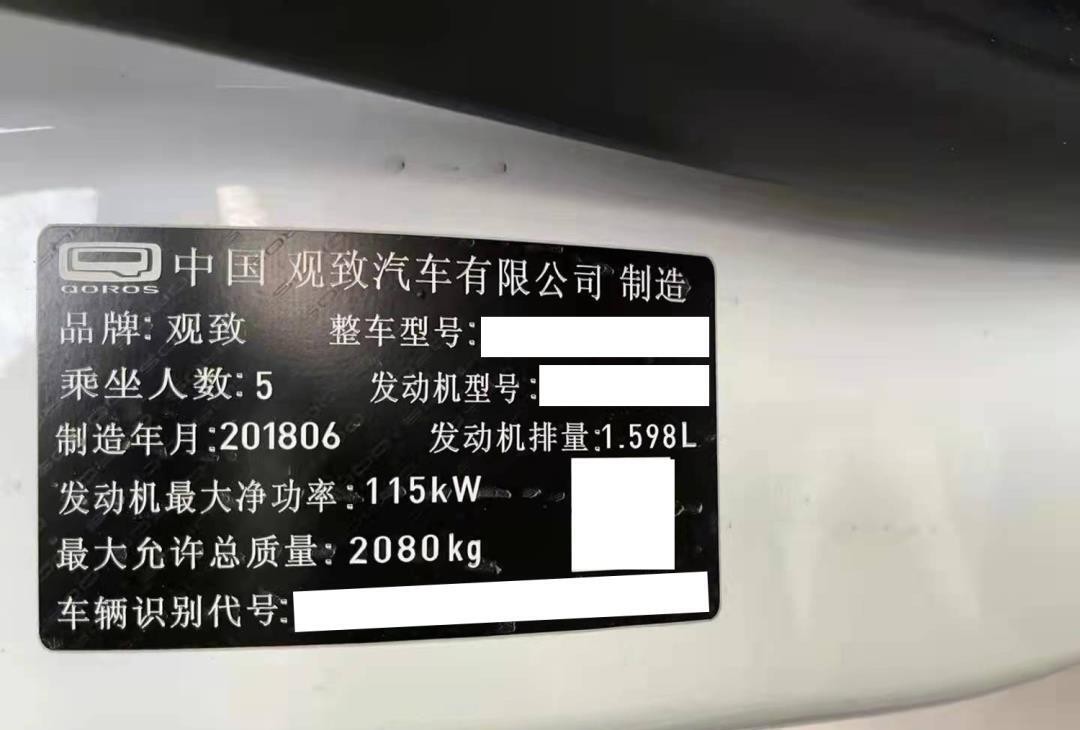 QOROS 中国 观致汽车有限公司 制造
品牌: 观致 整车型号:
乘坐人数: 5 发动机型号:
制造年月:201806 发动机排量:1.598L
发动机最大净功率:115kW
最大允许总质量: 2080kg
车辆识别代号: